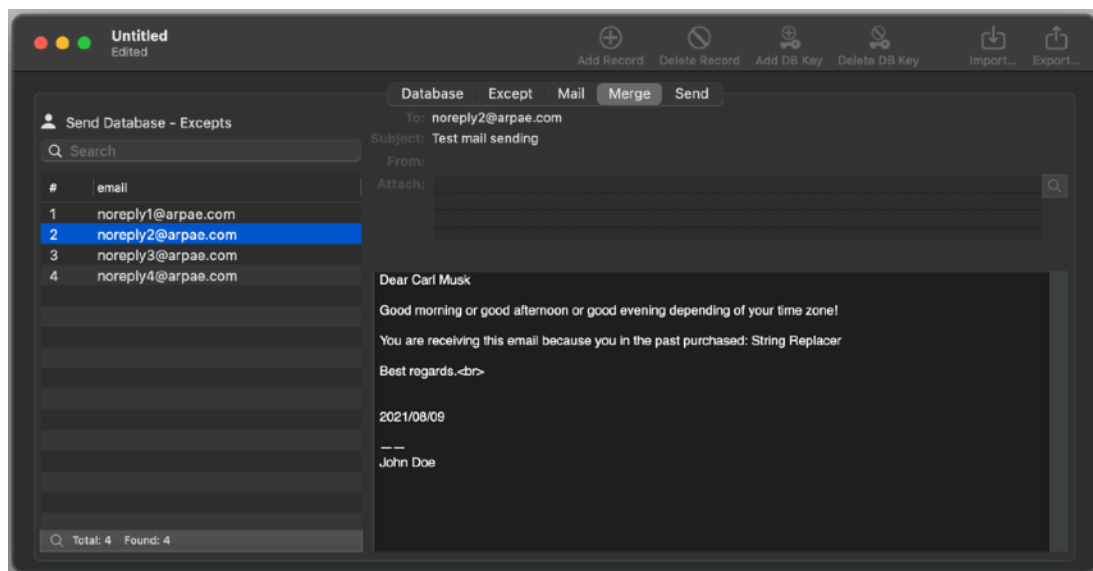 Untitled
Edited
Add Record Delete Record Add DB Key Delete DB Key Import... Export...
Database Except Mail Merge Send
Send Database - Excepts
Search
# email
1 noreply1@arpae.com
2 noreply2@arpae.com
3 noreply3@arpae.com
4 noreply4@arpae.com
Total: 4 Found: 4
To: noreply2@arpae.com
Subject: Test mail sending
From:
Attach:
Dear Carl Musk
Good morning or good afternoon or good evening depending of your time zone!
You are receiving this email because you in the past purchased: String Replacer
Best regards.<br>
2021/08/09
——
John Doe